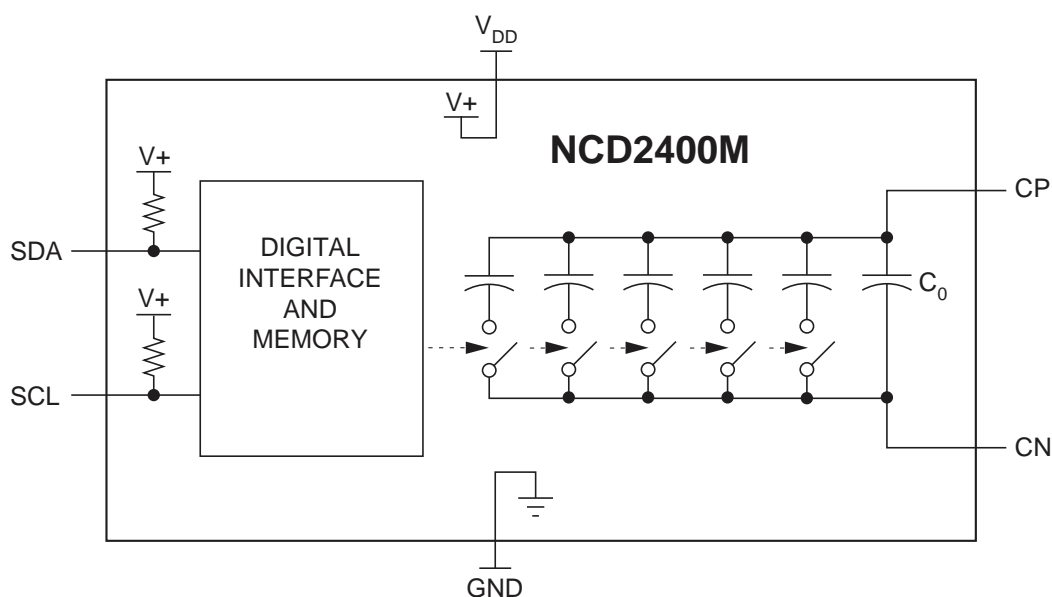 V_DD
V+
NCD2400M
V+
SDA
DIGITAL
INTERFACE
AND
MEMORY
V+
SCL
CP
C_0
CN
GND